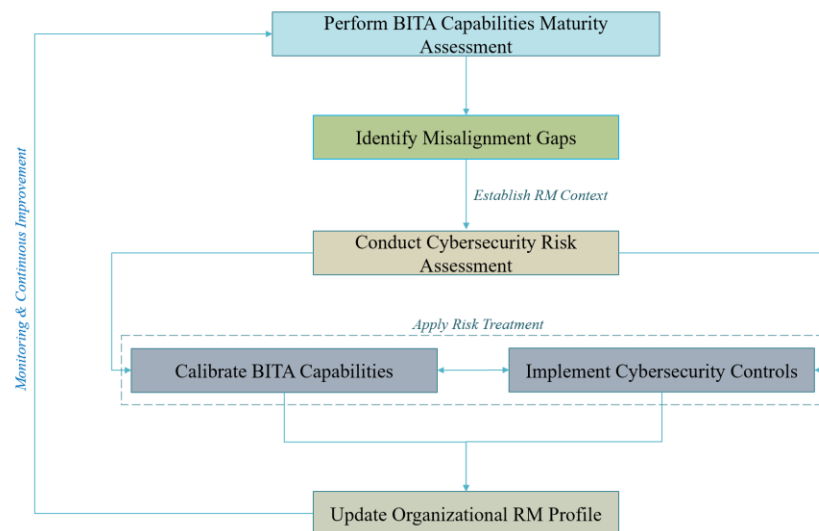 Perform BITA Capabilities Maturity
Assessment
Identify Misalignment Gaps
Establish RM Context
Conduct Cybersecurity Risk
Assessment
Apply Risk Treatment
Calibrate BITA Capabilities
Implement Cybersecurity Controls
Update Organizational RM Profile
Monitoring & Continuous Improvement